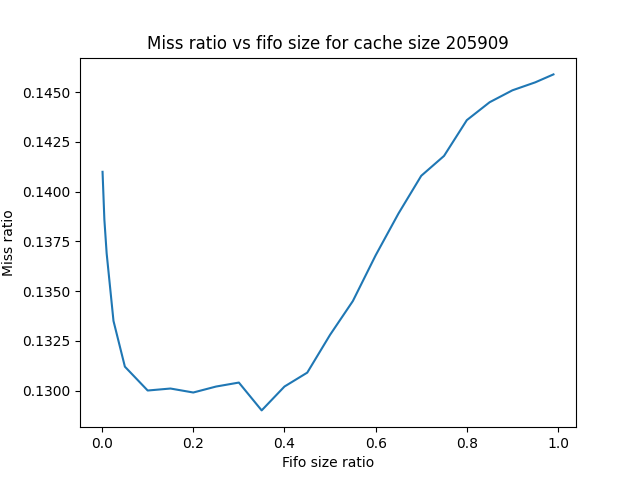 Miss ratio vs fifo size for cache size 205909
Miss ratio
0.1450
0.1425
0.1400
0.1375
0.1350
0.1325
0.1300
0.0 0.2 0.4 0.6 0.8 1.0
Fifo size ratio